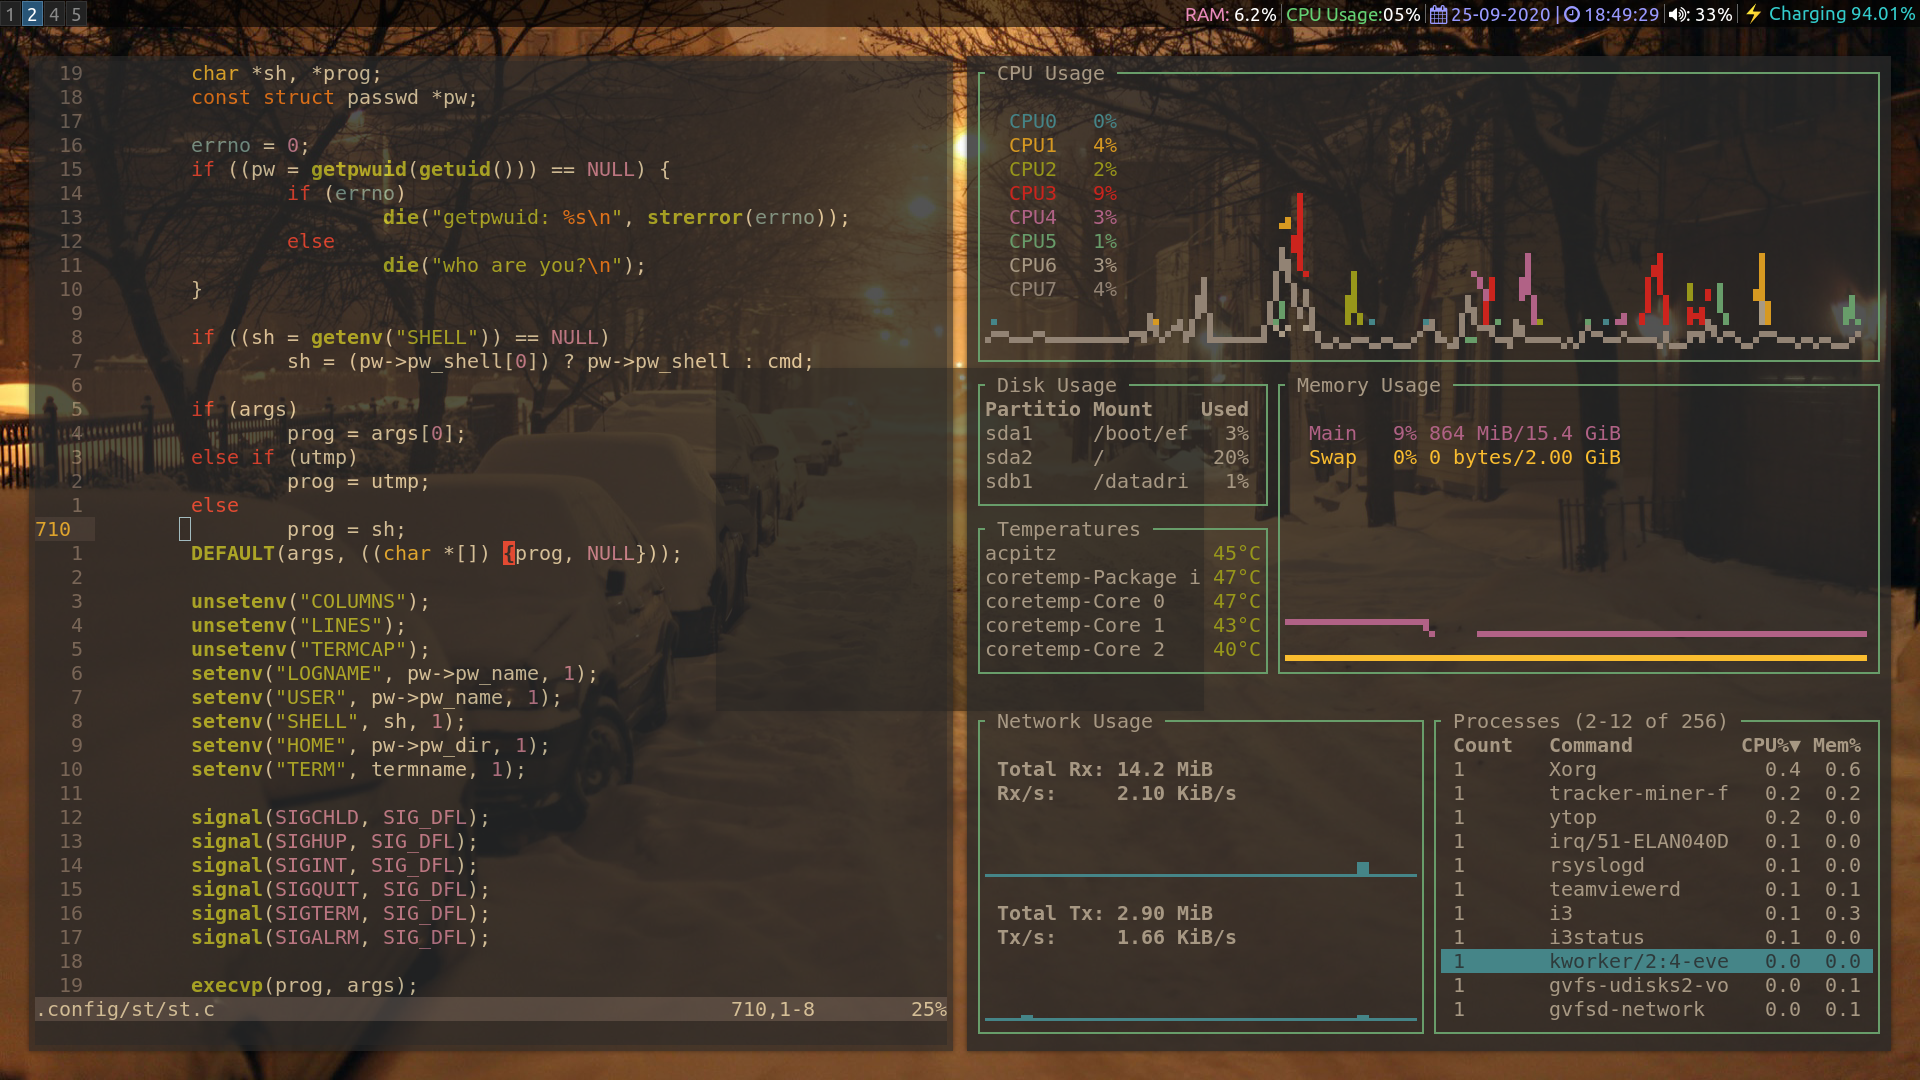 1 2 4 5
RAM: 6.2% CPU Usage:05% 25-09-2020 | 18:49:29 : 33% Charging 94.01%
19 char *sh, *prog;
18 const struct passwd *pw;
17
16 errno = 0;
15 if ((pw = getpwuid(getuid())) == NULL) {
14 if (errno)
13 die("getpwuid: %s\n", strerror(errno));
12 else
11 die("who are you?\n");
10 }
9
8 if ((sh = getenv("SHELL")) == NULL)
7 sh = (pw->pw_shell[0]) ? pw->pw_shell : cmd;
6
5 if (args)
4 prog = args[0];
3 else if (utmp)
2 prog = utmp;
1 else
710 prog = sh;
1 DEFAULT(args, ((char *[]) {prog, NULL}));
2
3 unsetenv("COLUMNS");
4 unsetenv("LINES");
5 unsetenv("TERMCAP");
6 setenv("LOGNAME", pw->pw_name, 1);
7 setenv("USER", pw->pw_name, 1);
8 setenv("SHELL", sh, 1);
9 setenv("HOME", pw->pw_dir, 1);
10 setenv("TERM", termname, 1);
11
12 signal(SIGCHLD, SIG_DFL);
13 signal(SIGHUP, SIG_DFL);
14 signal(SIGINT, SIG_DFL);
15 signal(SIGQUIT, SIG_DFL);
16 signal(SIGTERM, SIG_DFL);
17 signal(SIGALRM, SIG_DFL);
18
19 execvp(prog, args);
.config/st/st.c 710,1-8 25%
CPU Usage
CPU0 0%
CPU1 4%
CPU2 2%
CPU3 9%
CPU4 3%
CPU5 1%
CPU6 3%
CPU7 4%
Disk Usage
Partitio Mount Used
sda1 /boot/ef 3%
sda2 / 20%
sdb1 /datadri 1%
Memory Usage
Main 9% 864 MiB/15.4 GiB
Swap 0% 0 bytes/2.00 GiB
Temperatures
acpitz 45°C
coretemp-Package i 47°C
coretemp-Core 0 47°C
coretemp-Core 1 43°C
coretemp-Core 2 40°C
Network Usage
Total Rx: 14.2 MiB
Rx/s: 2.10 KiB/s
Total Tx: 2.90 MiB
Tx/s: 1.66 KiB/s
Processes (2-12 of 256)
Count Command CPU%▼ Mem%
1 Xorg 0.4 0.6
1 tracker-miner-f 0.2 0.2
1 ytop 0.2 0.0
1 irq/51-ELAN040D 0.1 0.0
1 rsyslogd 0.1 0.0
1 teamviewerd 0.1 0.1
1 i3 0.1 0.3
1 i3status 0.1 0.0
1 kworker/2:4-eve 0.0 0.0
1 gvfs-udisks2-vo 0.0 0.1
1 gvfsd-network 0.0 0.1